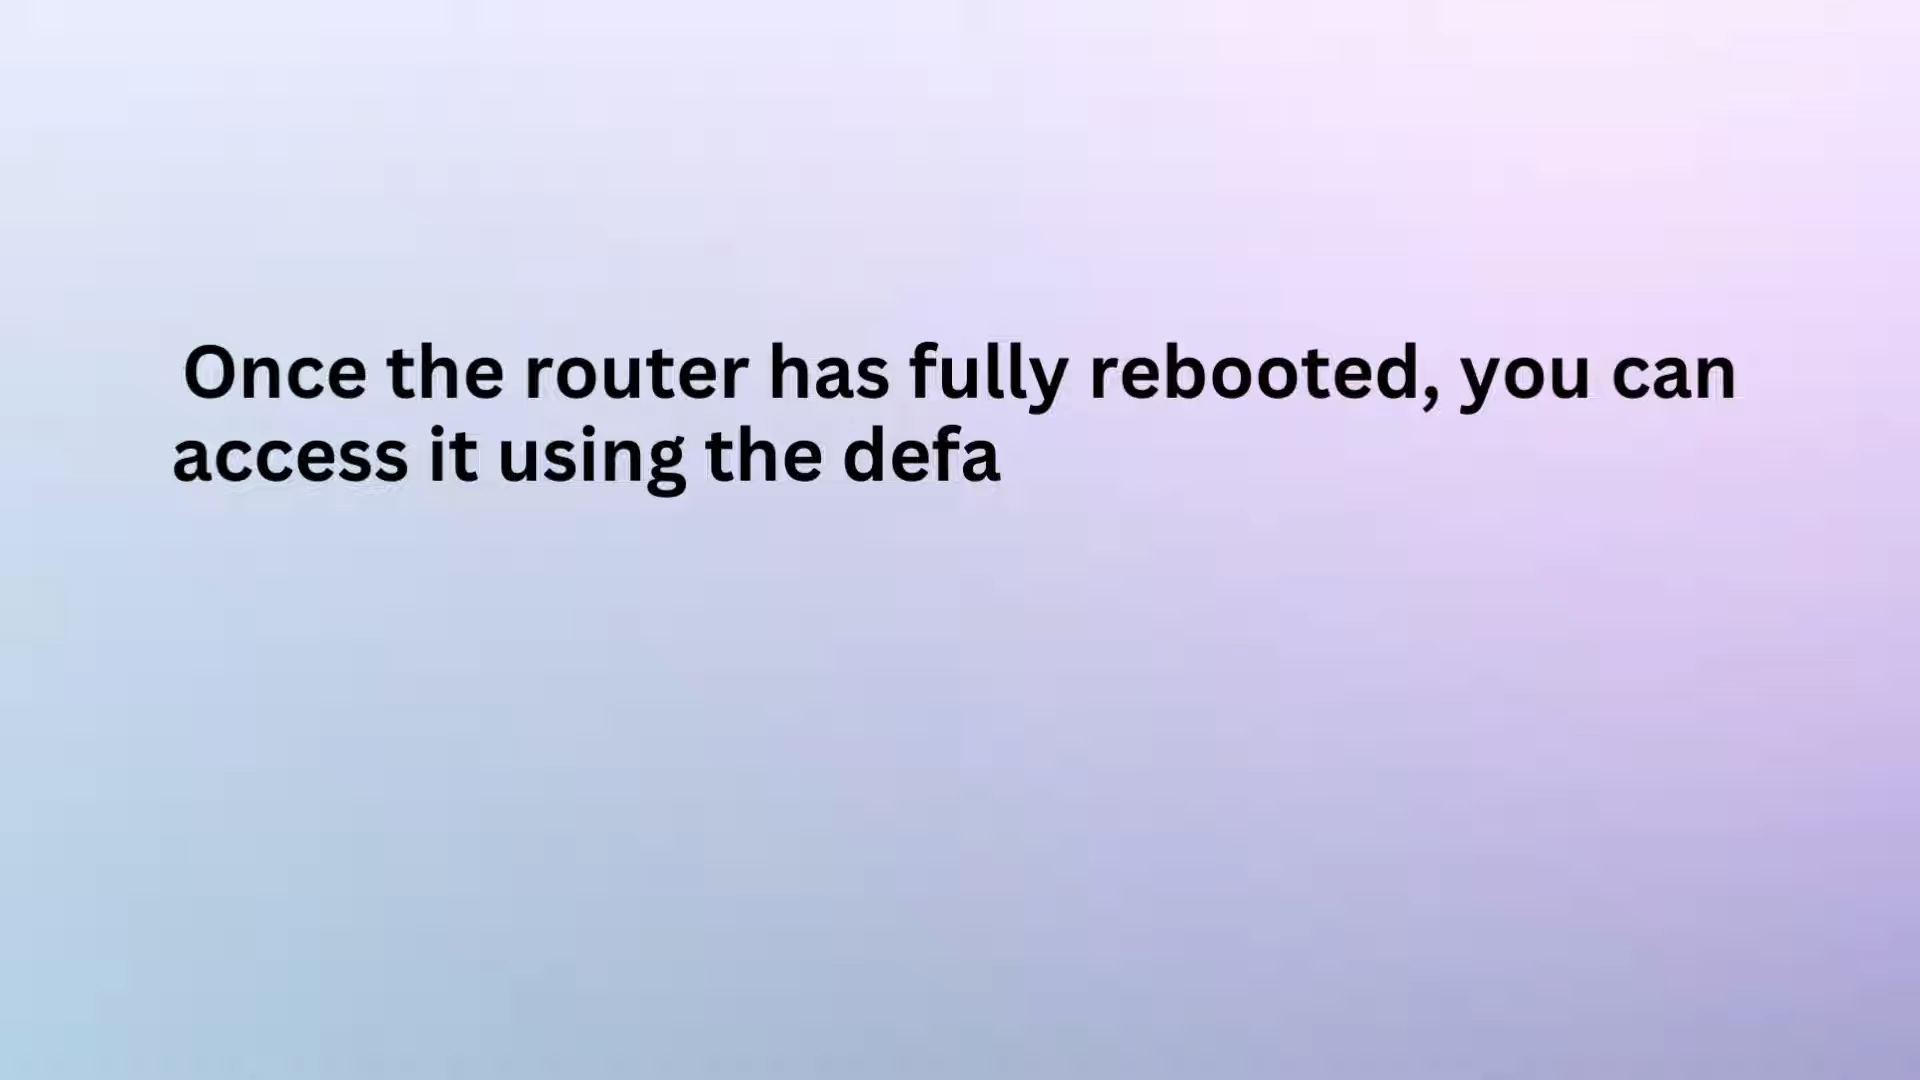 Once the router has fully rebooted, you can
access it using the defa